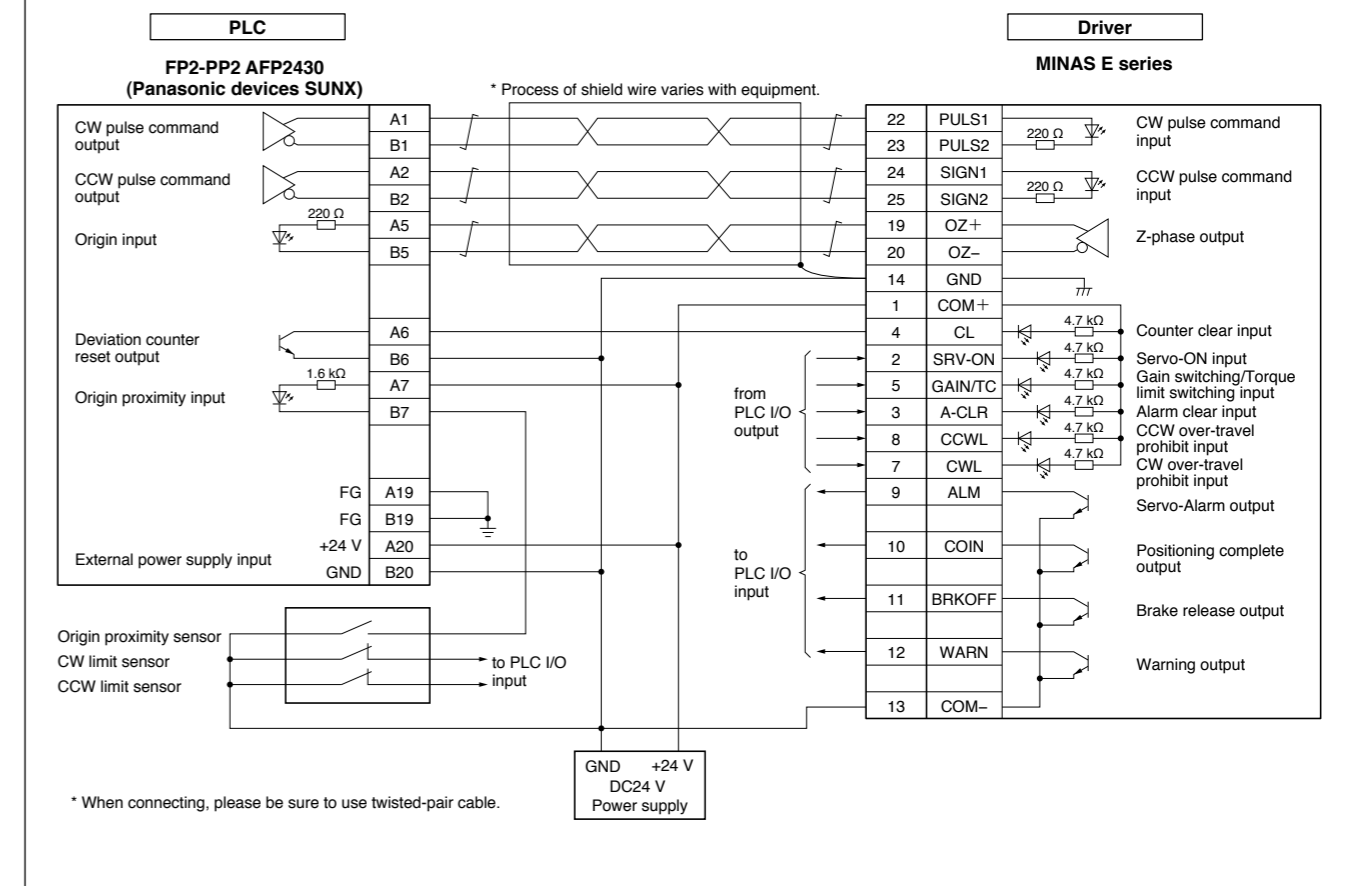 PLC
Driver
FP2-PP2 AFP2430
(Panasonic devices SUNX)
MINAS E series
* Process of shield wire varies with equipment.
CW pulse command
output
A1
B1
22 PULS1
23 PULS2
220 Ω
CW pulse command
input
CCW pulse command
output
A2
B2
24 SIGN1
25 SIGN2
220 Ω
CCW pulse command
input
Origin input
220 Ω
A5
B5
19 OZ+
20 OZ−
Z-phase output
14 GND
1 COM+
Deviation counter
reset output
A6
B6
4 CL
4.7 kΩ
Counter clear input
2 SRV-ON
4.7 kΩ
Servo-ON input
Origin proximity input
1.6 kΩ
A7
B7
from
PLC I/O
output
5 GAIN/TC
4.7 kΩ
Gain switching/Torque
limit switching input
3 A-CLR
4.7 kΩ
Alarm clear input
8 CCWL
4.7 kΩ
CCW over-travel
prohibit input
7 CWL
4.7 kΩ
CW over-travel
prohibit input
FG A19
FG B19
External power supply input
+24 V A20
GND B20
to
PLC I/O
input
9 ALM
Servo-Alarm output
10 COIN
Positioning complete
output
11 BRKOFF
Brake release output
12 WARN
Warning output
13 COM−
Origin proximity sensor
CW limit sensor
CCW limit sensor
to PLC I/O
input
GND +24 V
DC24 V
Power supply
* When connecting, please be sure to use twisted-pair cable.